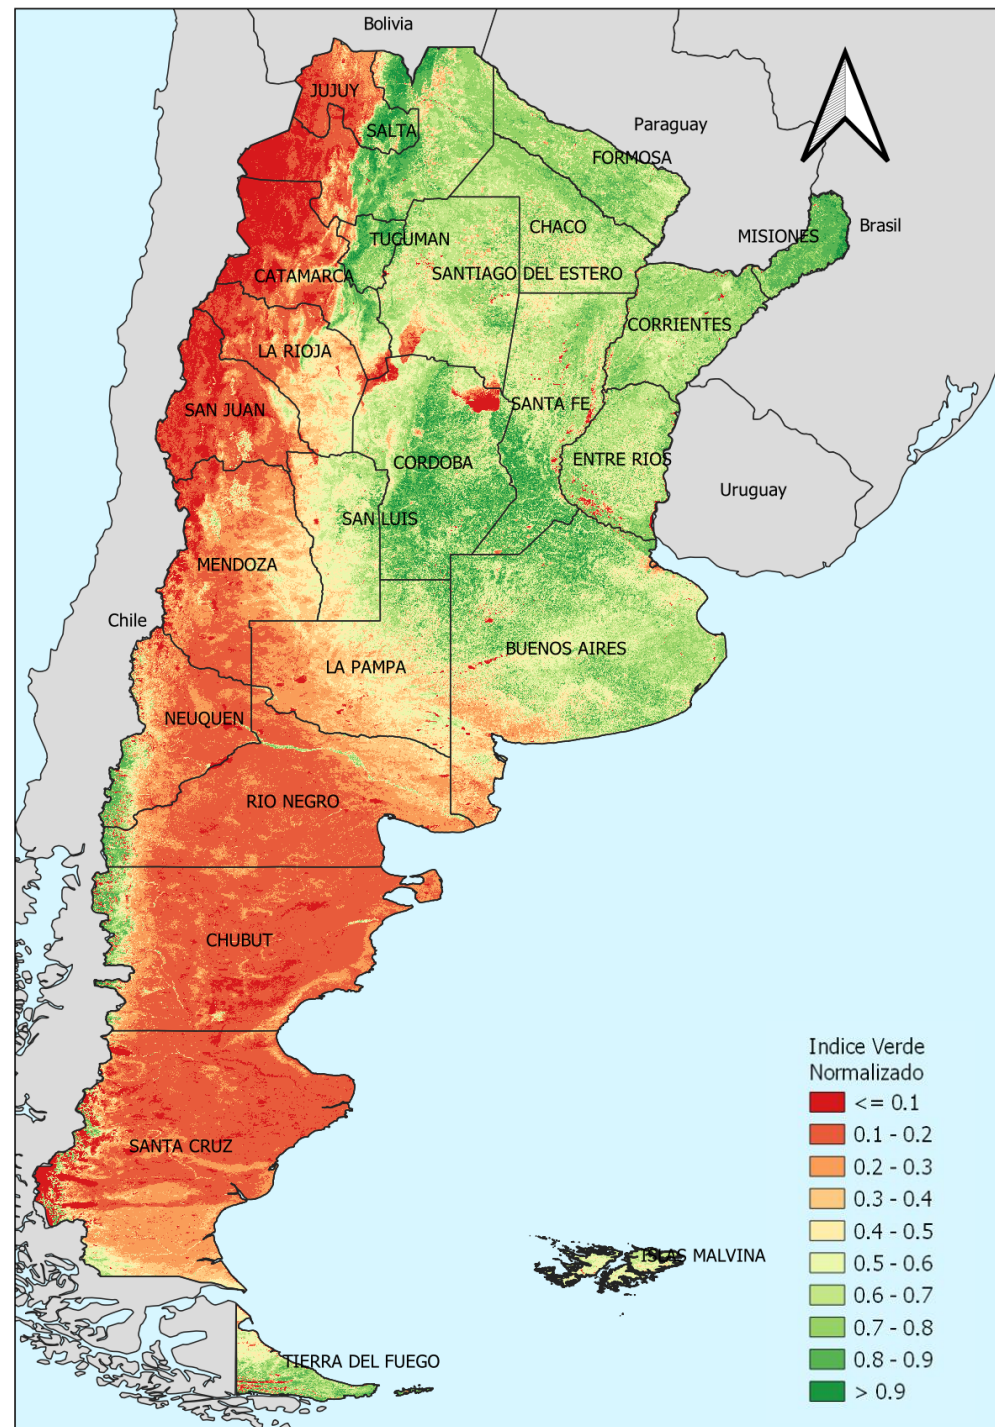 Bolivia
JUJUY
SALTA
Paraguay
FORMOSA
CHACO
MISIONES
Brasil
TUCUMAN
CATAMARCA
SANTIAGO DEL ESTERO
CORRIENTES
LA RIOJA
SAN JUAN
SANTA FE
CORDOBA
ENTRE RIOS
Uruguay
SAN LUIS
MENDOZA
Chile
BUENOS AIRES
LA PAMPA
NEUQUEN
RIO NEGRO
CHUBUT
SANTA CRUZ
ISLAS MALVINA
TIERRA DEL FUEGO
Indice Verde
Normalizado
<= 0.1
0.1 - 0.2
0.2 - 0.3
0.3 - 0.4
0.4 - 0.5
0.5 - 0.6
0.6 - 0.7
0.7 - 0.8
0.8 - 0.9
> 0.9